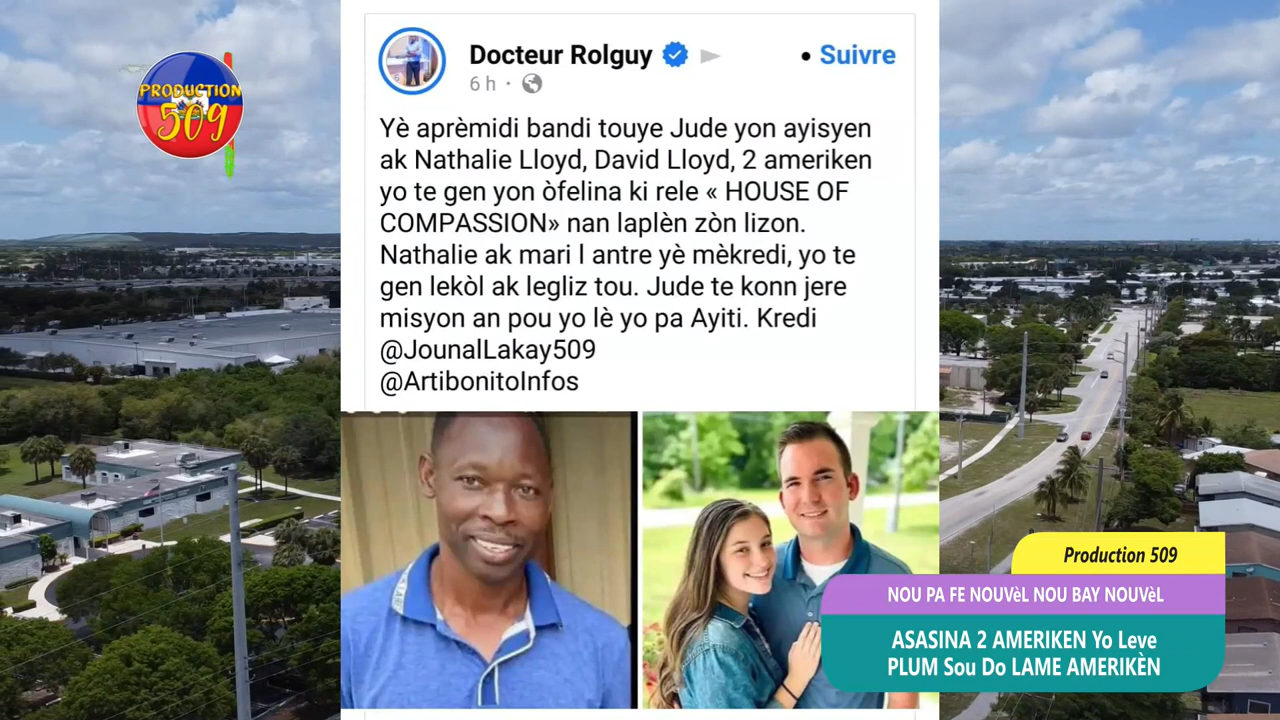 PRODUCTION
509
Docteur Rolguy
• Suivre
6 h ·
Yè aprèmidi bandi touye Jude yon ayisyen
ak Nathalie Lloyd, David Lloyd, 2 ameriken
yo te gen yon òfelina ki rele « HOUSE OF
COMPASSION» nan laplèn zòn lizon.
Nathalie ak mari l antre yè mèkredi, yo te
gen lekòl ak legliz tou. Jude te konn jere
misyon an pou yo lè yo pa Ayiti. Kredi
@JounalLakay509
@ArtibonitoInfos
Production 509
NOU PA FE NOUVèL NOU BAY NOUVèL
ASASINA 2 AMERIKEN Yo Leve
PLUM Sou Do LAME AMERIKÈN